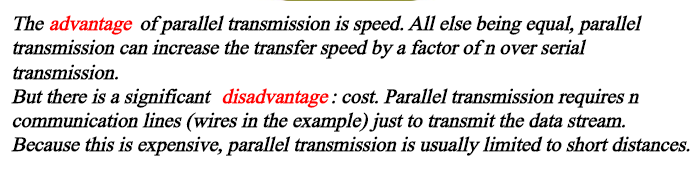 The advantage of parallel transmission is speed. All else being equal, parallel
transmission can increase the transfer speed by a factor of n over serial
transmission.
But there is a significant disadvantage : cost. Parallel transmission requires n
communication lines (wires in the example) just to transmit the data stream.
Because this is expensive, parallel transmission is usually limited to short distances.